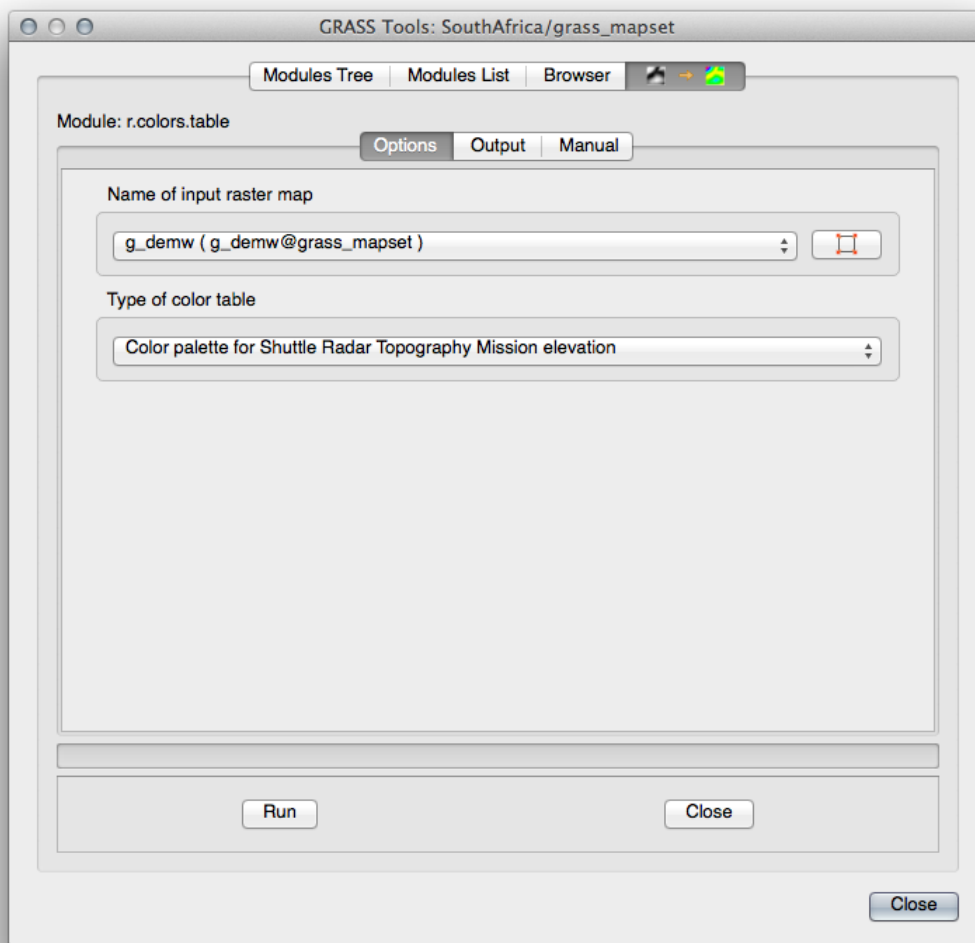 GRASS Tools: SouthAfrica/grass_mapset
Modules Tree Modules List Browser
Module: r.colors.table
Options Output Manual
Name of input raster map
g_demw ( g_demw@grass_mapset )
Type of color table
Color palette for Shuttle Radar Topography Mission elevation
Run Close
Close